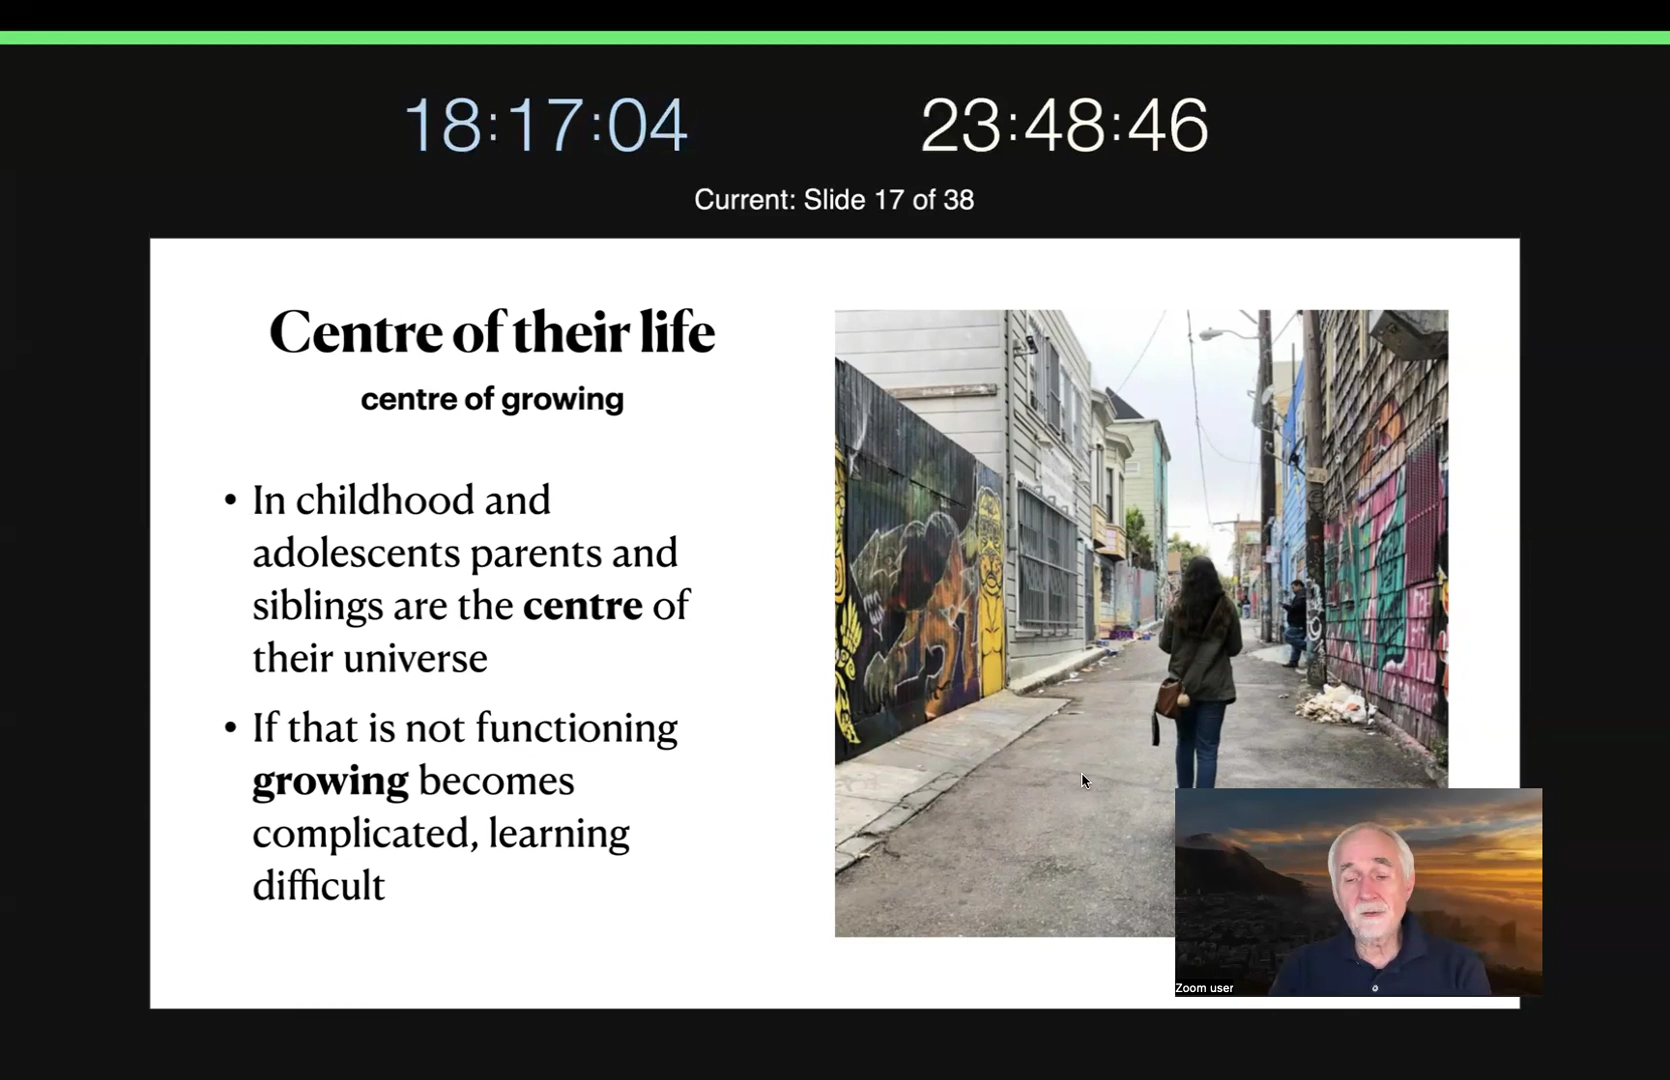 18:17:04
23:48:46
Current: Slide 17 of 38
Centre of their life
centre of growing
• In childhood and
adolescents parents and
siblings are the centre of
their universe
• If that is not functioning
growing becomes
complicated, learning
difficult
Zoom user